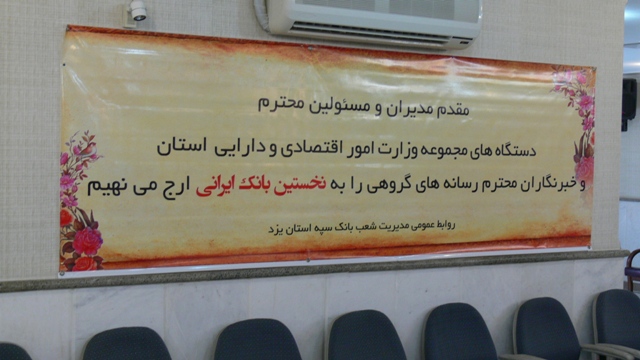 مقدم مدیران و مسئولین محترم
دستگاه های مجموعه وزارت امور اقتصادی و دارایی استان
و خبرنگاران محترم رسانه های گروهی را به نخستین بانک ایرانی ارج می نهیم
روابط عمومی مدیریت شعب بانک سپه استان یزد